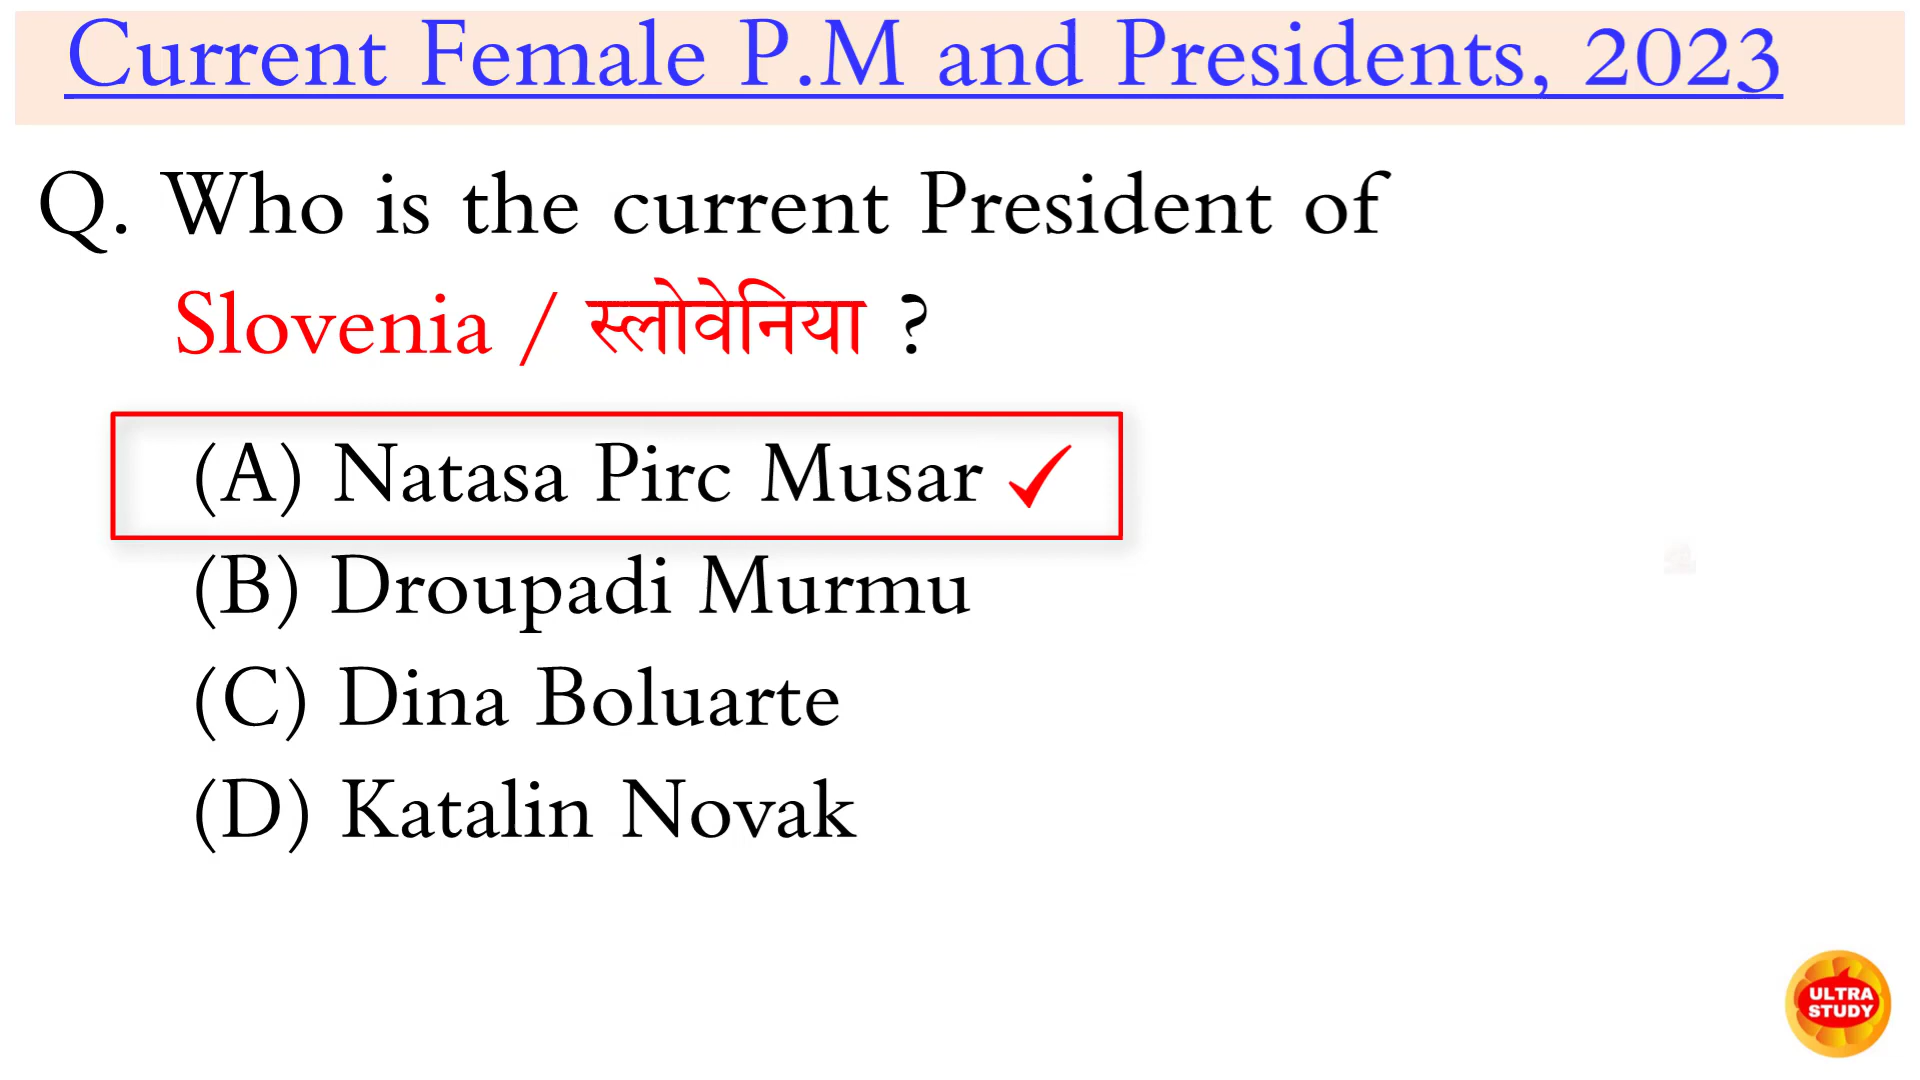 Current Female P.M and Presidents, 2023
Q. Who is the current President of
Slovenia / स्लोवेनिया ?
(A) Natasa Pirc Musar ✓
(B) Droupadi Murmu
(C) Dina Boluarte
(D) Katalin Novak
ULTRA
STUDY